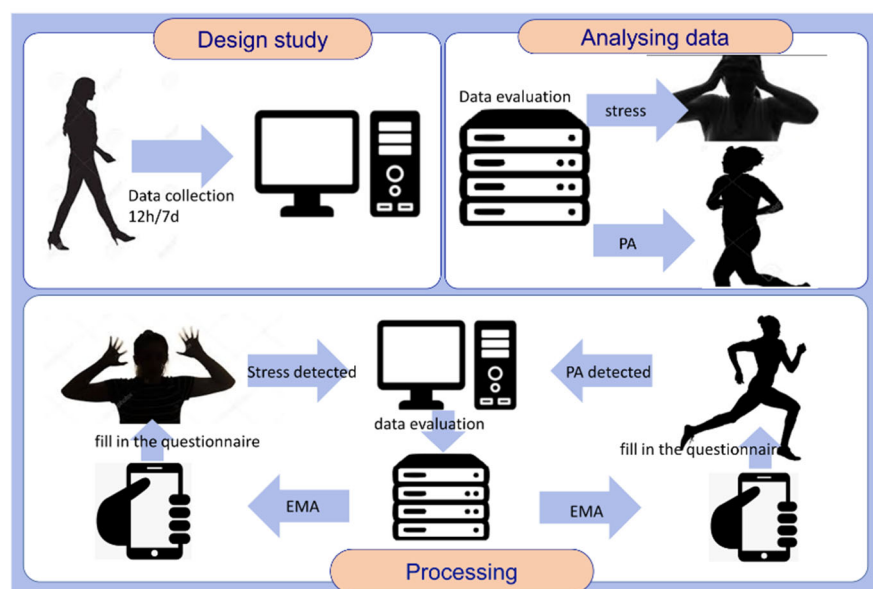 Design study
Analysing data
Data collection
12h/7d
Data evaluation
stress
PA
Stress detected
PA detected
data evaluation
fill in the questionnaire
fill in the questionnaire
EMA
EMA
Processing